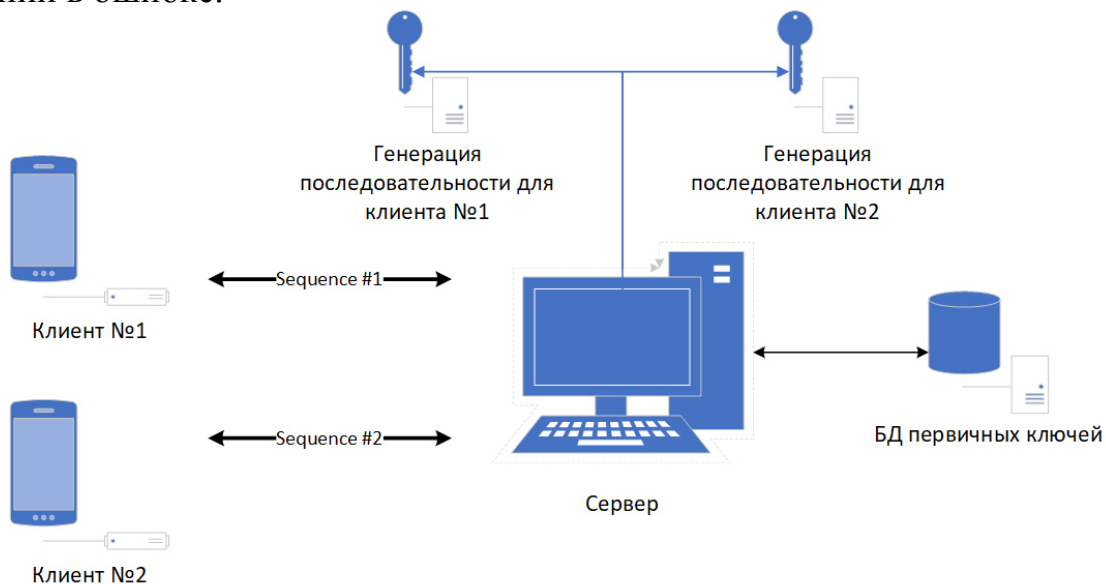 в ошибке.
Генерация
последовательности для
клиента №1
Генерация
последовательности для
клиента №2
Sequence #1
Клиент №1
Sequence #2
БД первичных ключей
Сервер
Клиент №2